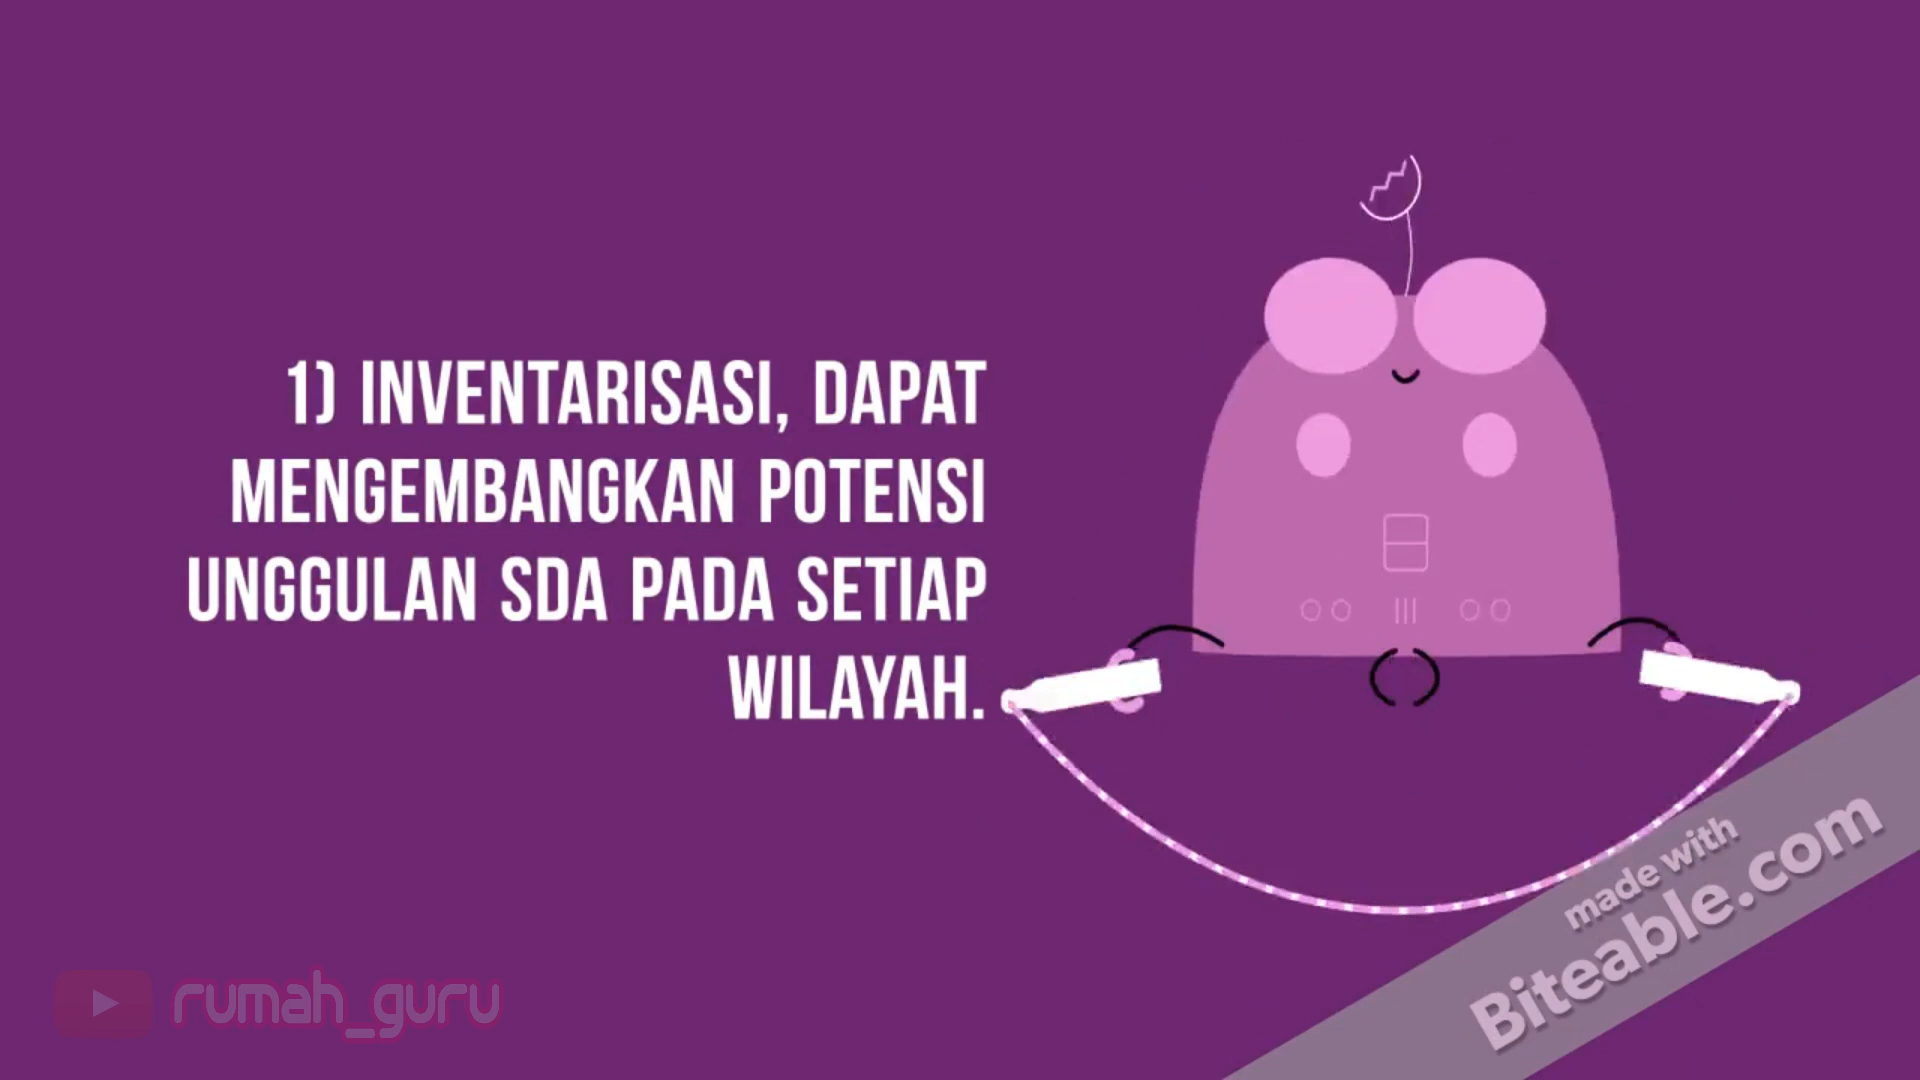 1) INVENTARISASI, DAPAT
MENGEMBANGKAN POTENSI
UNGGULAN SDA PADA SETIAP
WILAYAH.
made with
Biteable.com
rumah_guru